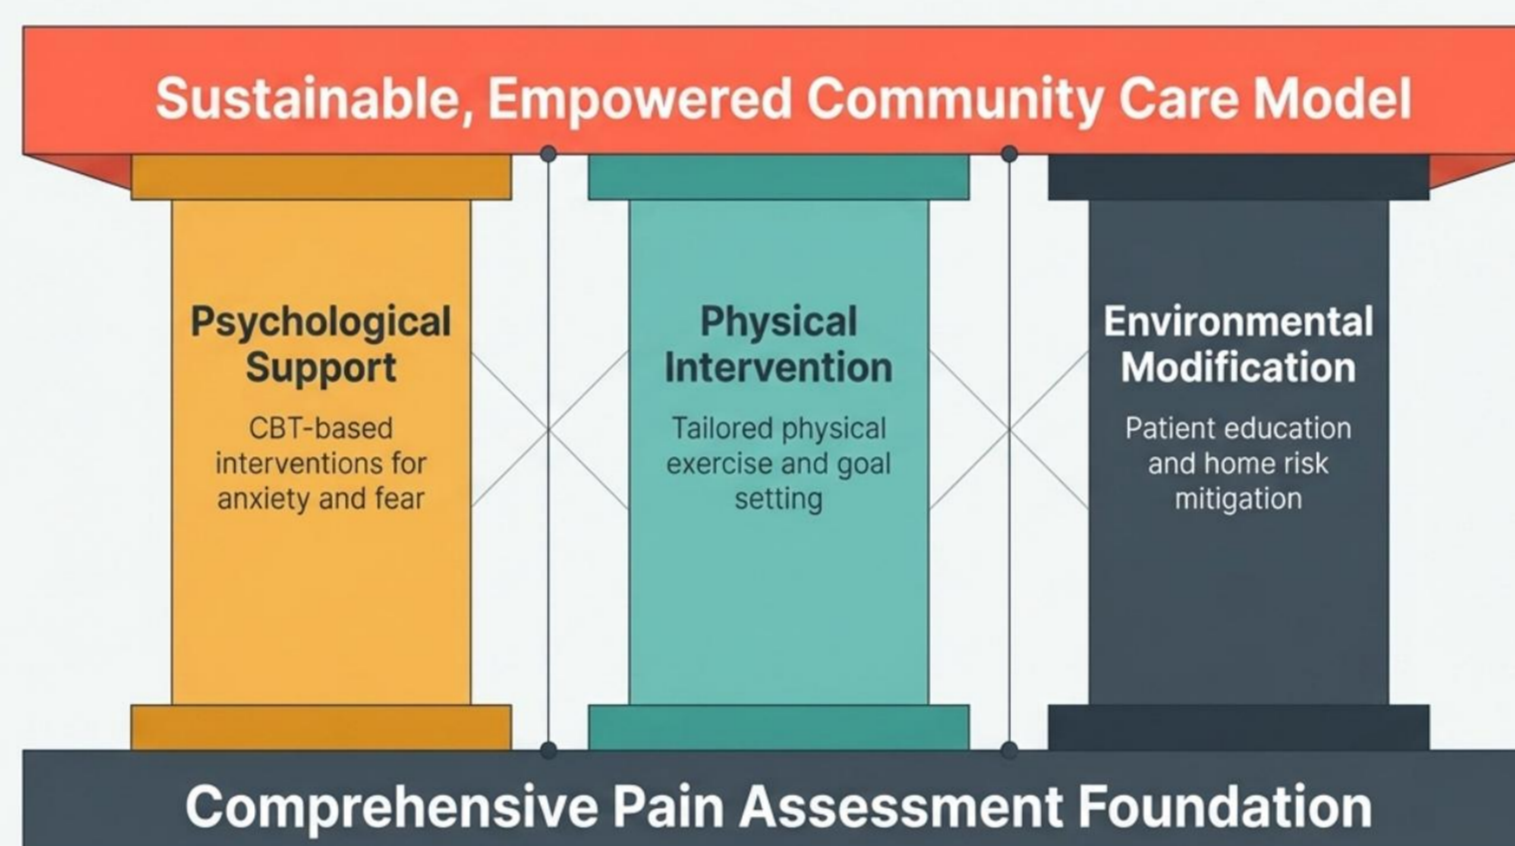 Sustainable, Empowered Community Care Model
Psychological
Support
CBT-based
interventions for
anxiety and fear
Physical
Intervention
Tailored physical
exercise and goal
setting
Environmental
Modification
Patient education
and home risk
mitigation
Comprehensive Pain Assessment Foundation